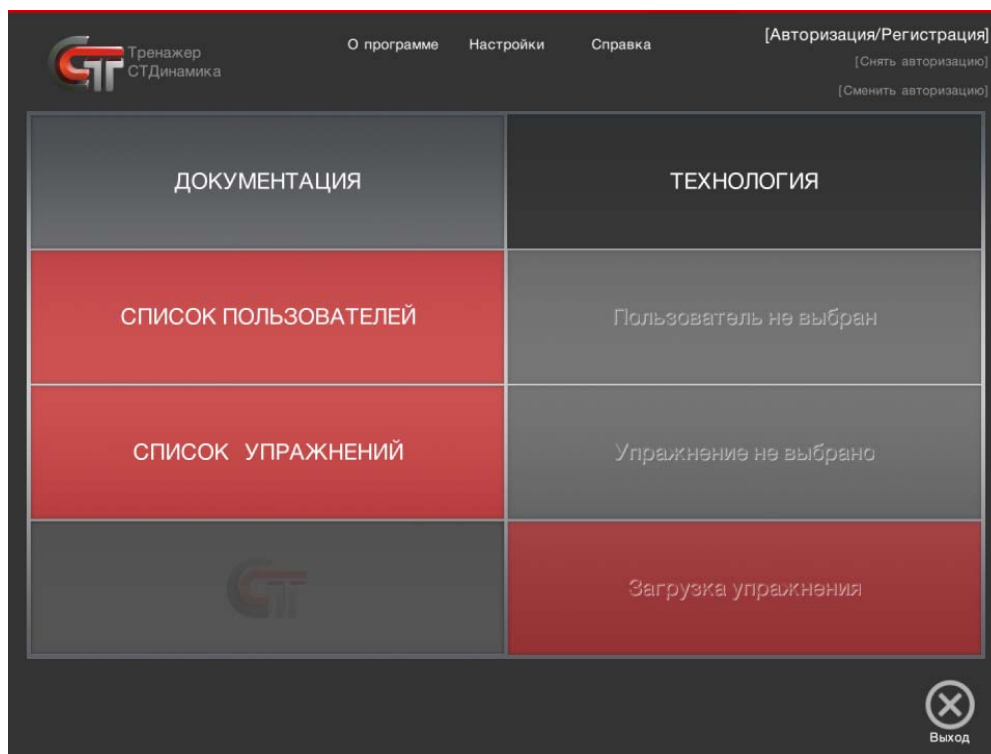 Тренажер
СТДинамика
О программе
Настройки
Справка
[Авторизация/Регистрация]
[Снять авторизацию]
[Сменить авторизацию]
ДОКУМЕНТАЦИЯ
ТЕХНОЛОГИЯ
СПИСОК ПОЛЬЗОВАТЕЛЕЙ
Пользователь не выбран
СПИСОК УПРАЖНЕНИЙ
Упражнение не выбрано
Загрузка упражнения
Выход